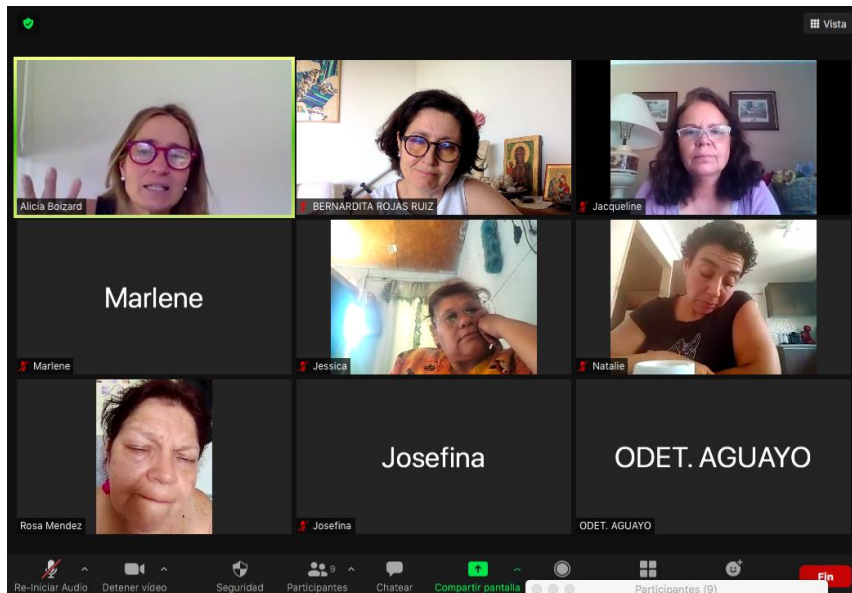 Vista
Alicia Boizard
BERNARDITA ROJAS RUIZ
Jacqueline
Marlene
Marlene
Jessica
Natalie
Rosa Mendez
Josefina
Josefina
ODET. AGUAYO
ODET. AGUAYO
Re-Iniciar Audio
Detener vídeo
Seguridad
Participantes
9
Chatear
Compartir pantalla
Fin
Participantes (9)